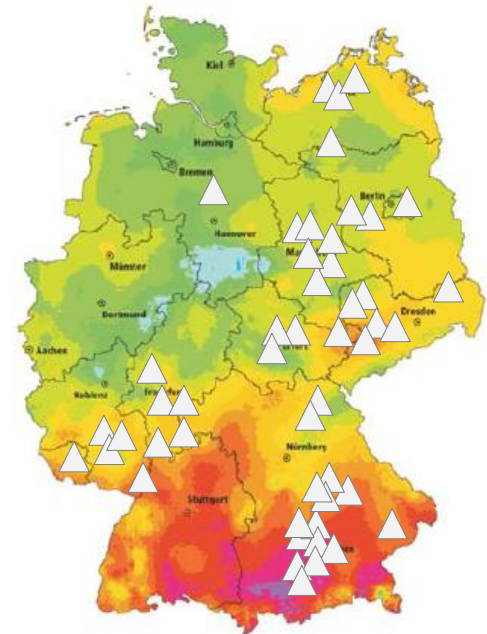 Kiel
Hamburg
Bremen
Berlin
Hannover
Münster
Dortmund
Dresden
Aachen
Koblenz
Nürnberg
Stuttgart